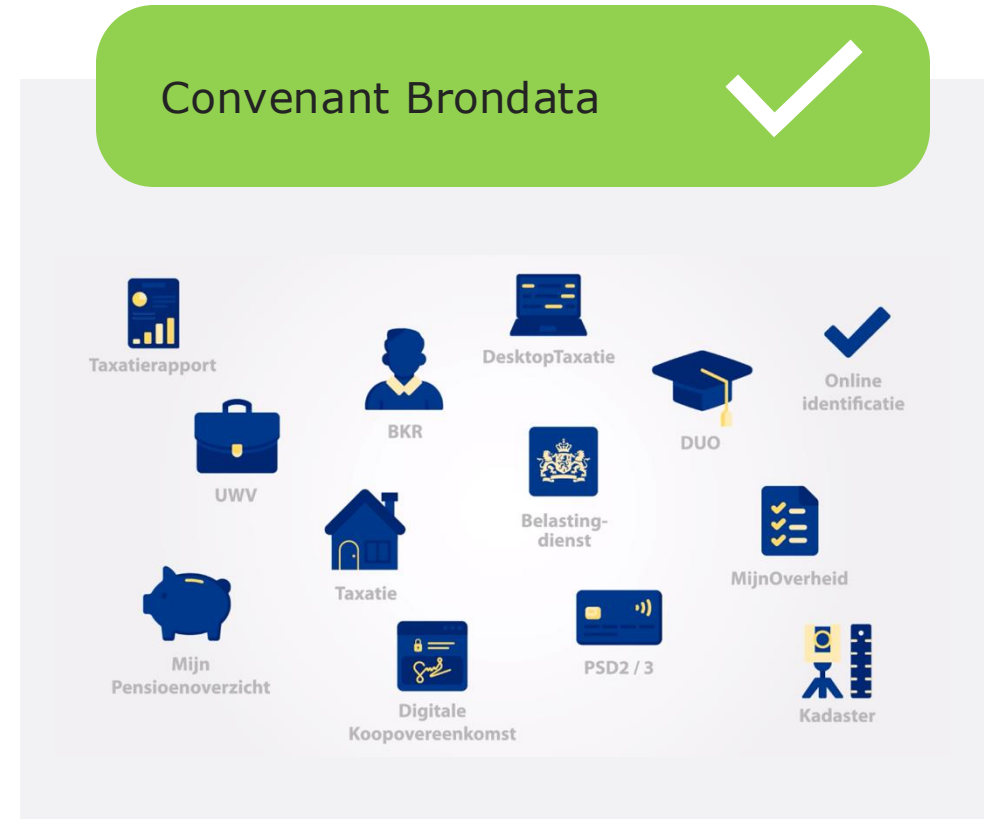 Convenant Brondata
Taxatierapport
DesktopTaxatie
Online
identificatie
BKR
DUO
UWV
Belasting-
dienst
Taxatie
MijnOverheid
Mijn
Pensioenoverzicht
PSD2 / 3
Digitale
Koopovereenkomst
Kadaster